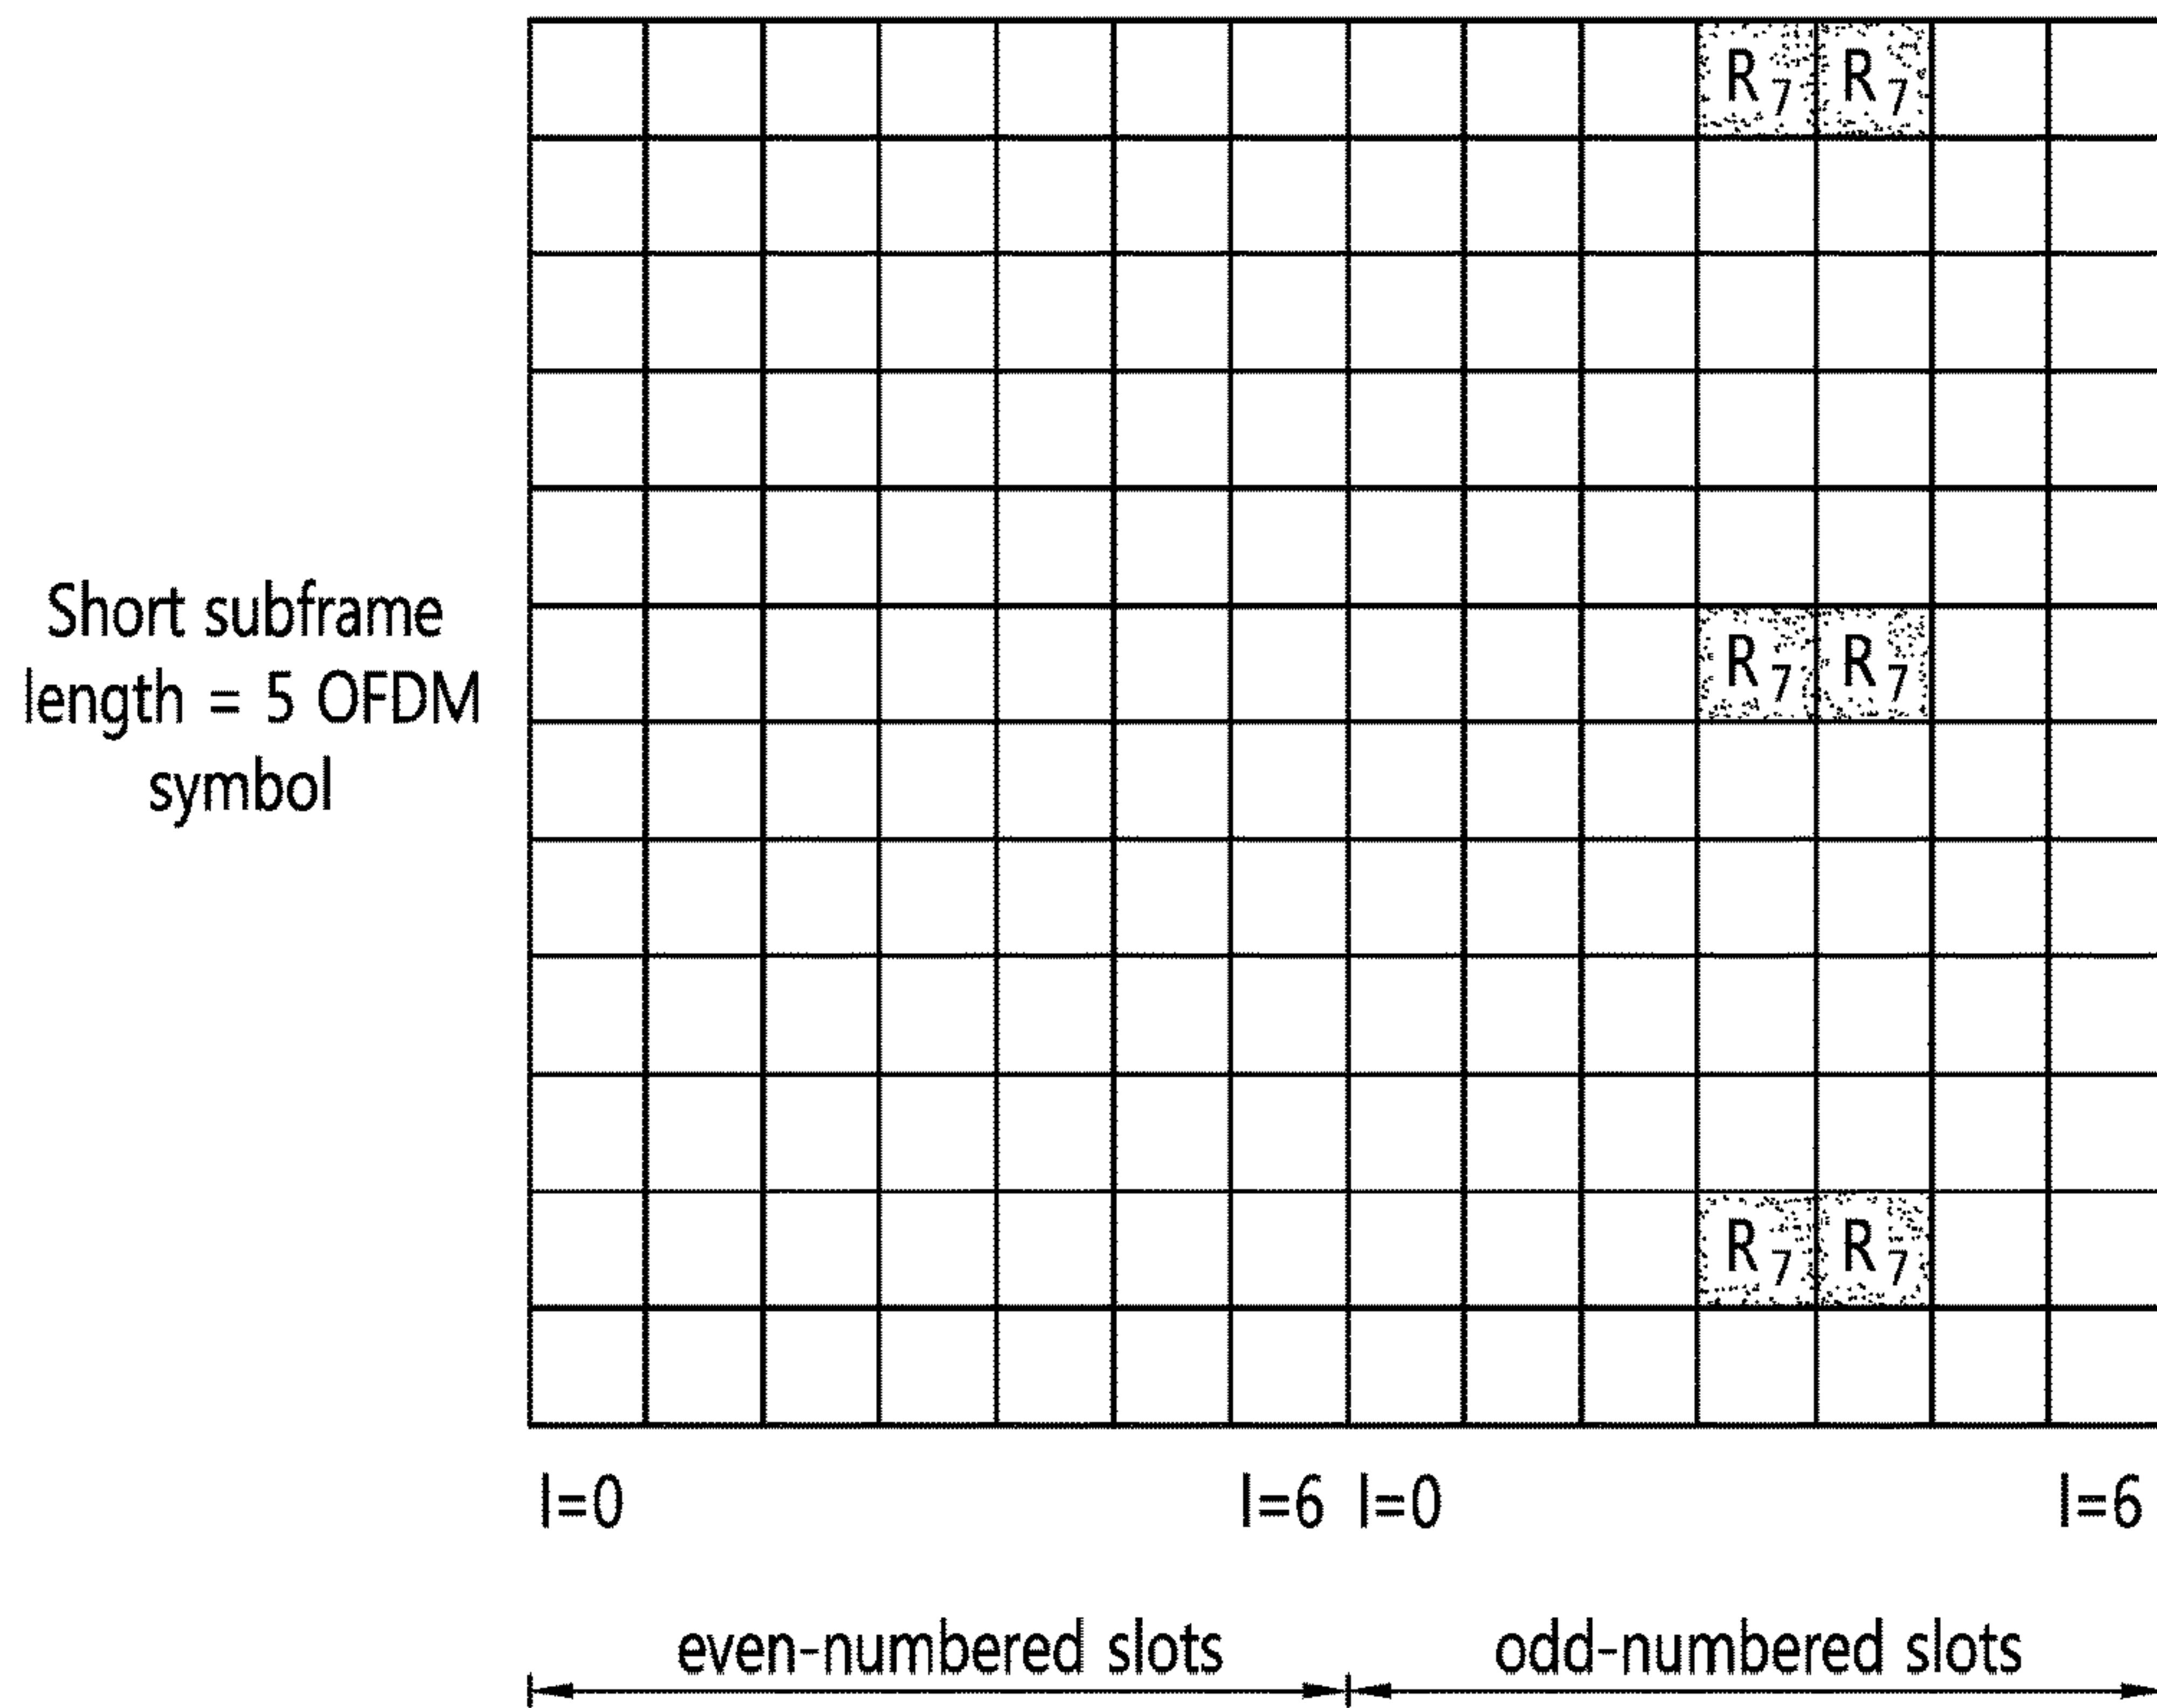 R7 R7
Short subframe
length = 5 OFDM
symbol
R7 R7
R7 R7
l=0 l=6 l=0 l=6
even-numbered slots odd-numbered slots